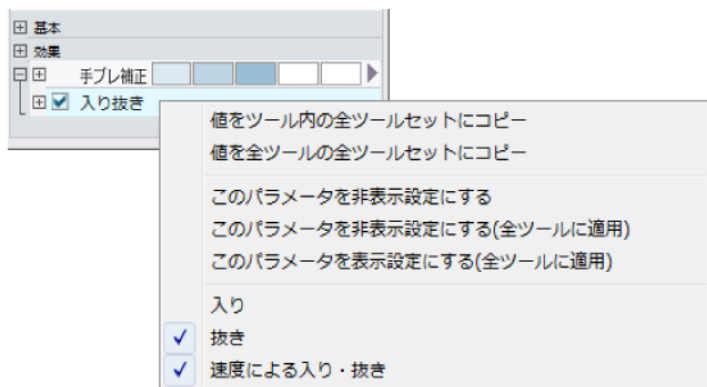 基本
効果
手ブレ補正
入り抜き
値をツール内の全ツールセットにコピー
値を全ツールの全ツールセットにコピー
このパラメータを非表示設定にする
このパラメータを非表示設定にする(全ツールに適用)
このパラメータを表示設定にする(全ツールに適用)
入り
抜き
速度による入り・抜き